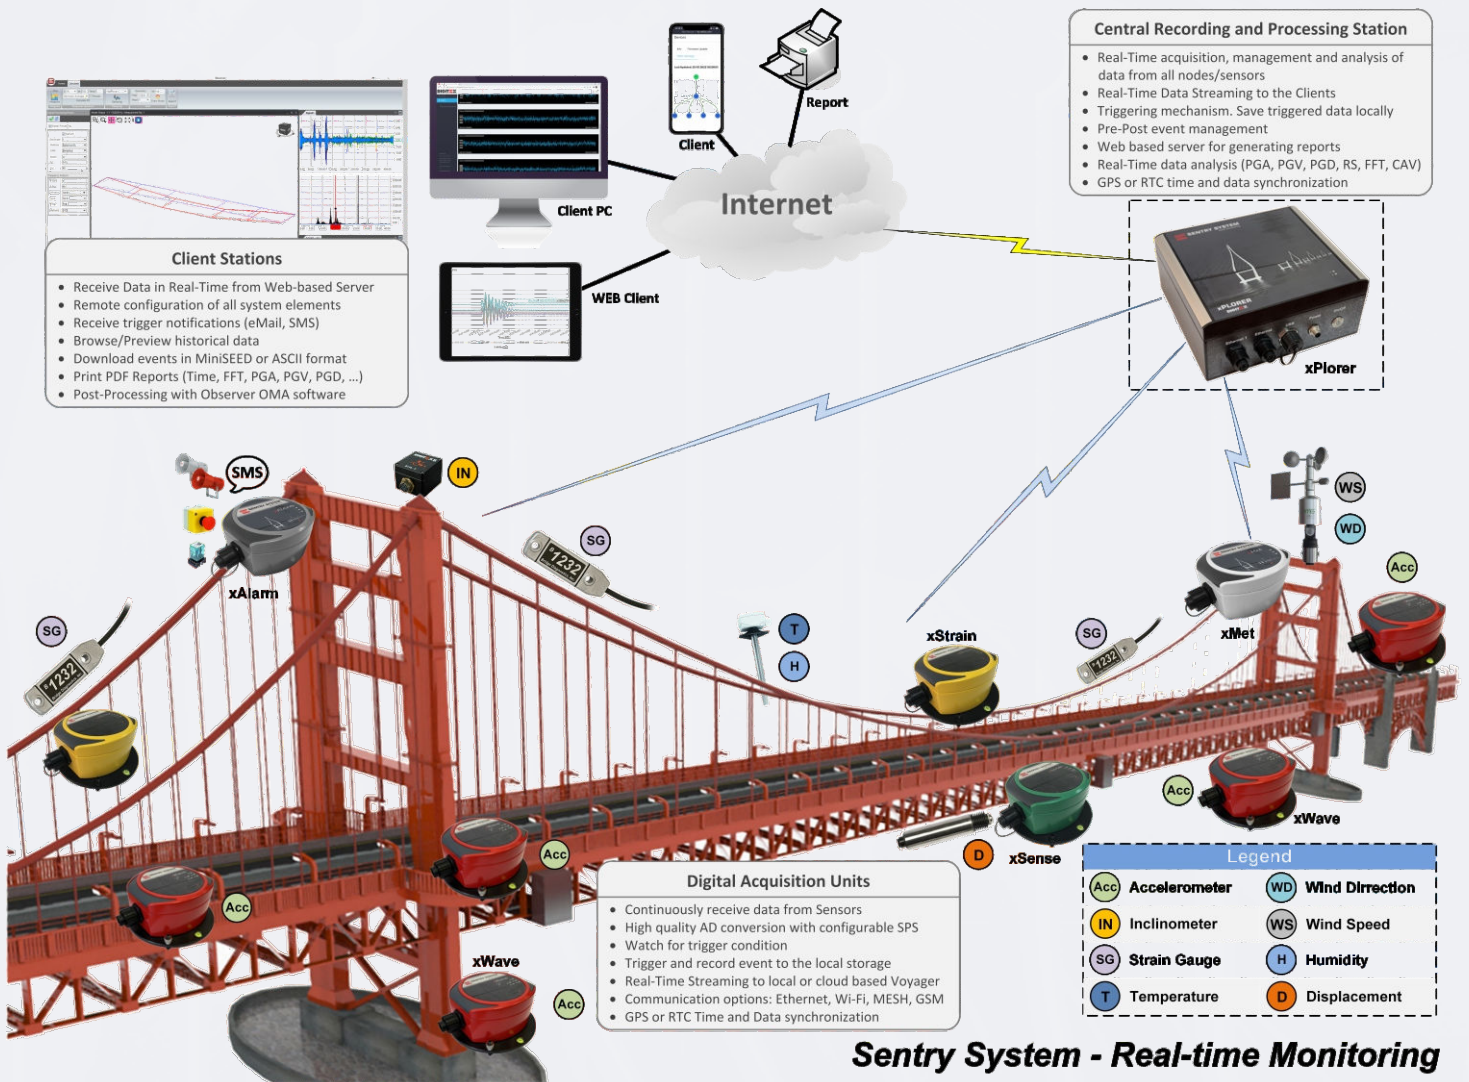 Central Recording and Processing Station
• Real-Time acquisition, management and analysis of
data from all nodes/sensors
• Real-Time Data Streaming to the Clients
• Triggering mechanism. Save triggered data locally
• Pre-Post event management
• Web based server for generating reports
• Real-Time data analysis (PGA, PGV, PGD, RS, FFT, CAV)
• GPS or RTC time and data synchronization
Report
Client
Client PC
Internet
WEB Client
SENTRY SYSTEM
xPLORER
xPlorer
Client Stations
• Receive Data in Real-Time from Web-based Server
• Remote configuration of all system elements
• Receive trigger notifications (eMail, SMS)
• Browse/Preview historical data
• Download events in MiniSEED or ASCII format
• Print PDF Reports (Time, FFT, PGA, PGV, PGD, ...)
• Post-Processing with Observer OMA software
SMS
IN
WS
WD
SG
1232
Acc
xAlarm
SG
1232
T
H
xStrain
SG
1232
xMet
Acc
xWave
D
xSense
Acc
Acc
xWave
Acc
Digital Acquisition Units
• Continuously receive data from Sensors
• High quality AD conversion with configurable SPS
• Watch for trigger condition
• Trigger and record event to the local storage
• Real-Time Streaming to local or cloud based Voyager
• Communication options: Ethernet, Wi-Fi, MESH, GSM
• GPS or RTC Time and Data synchronization
Legend
Acc Accelerometer
WD Wind Dirrection
IN Inclinometer
WS Wind Speed
SG Strain Gauge
H Humidity
T Temperature
D Displacement
Sentry System - Real-time Monitoring